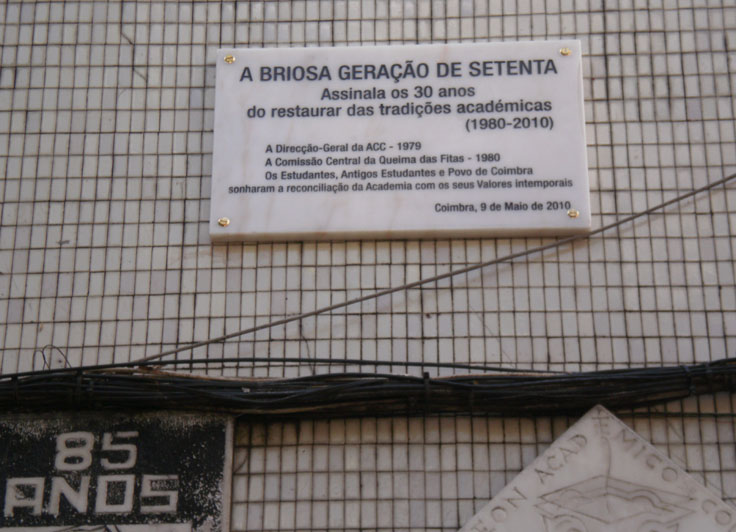 A BRIOSA GERAÇÃO DE SETENTA
Assinala os 30 anos
do restaurar das tradições académicas
(1980-2010)
A Direcção-Geral da ACC - 1979
A Comissão Central da Queima das Fitas - 1980
Os Estudantes, Antigos Estudantes e Povo de Coimbra
sonharam a reconciliação da Academia com os seus Valores intemporais
Coimbra, 9 de Maio de 2010
85
ANOS